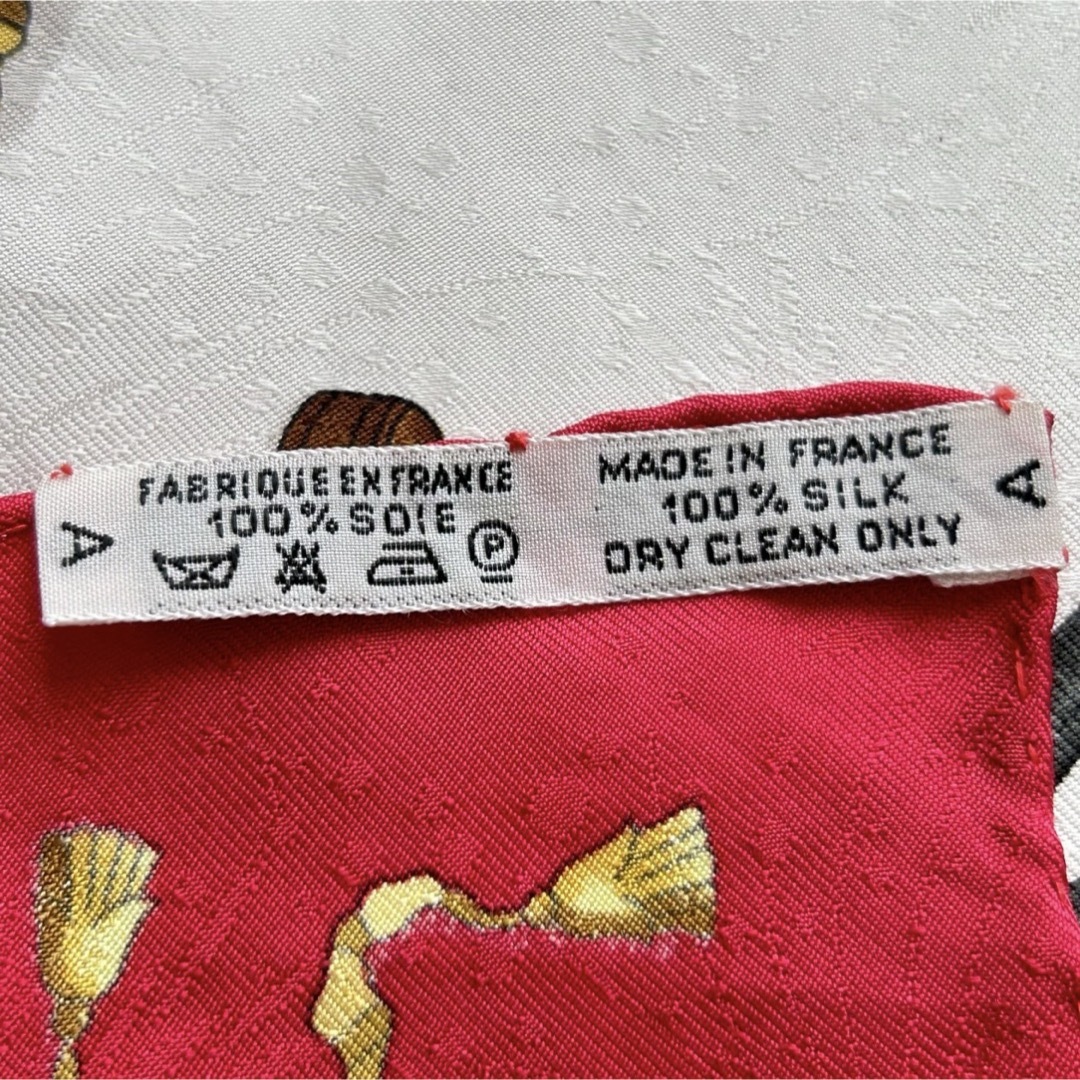 A
FABRIQUE EN FRANCE
100% SOIE
P
MADE IN FRANCE
100% SILK
DRY CLEAN ONLY
A